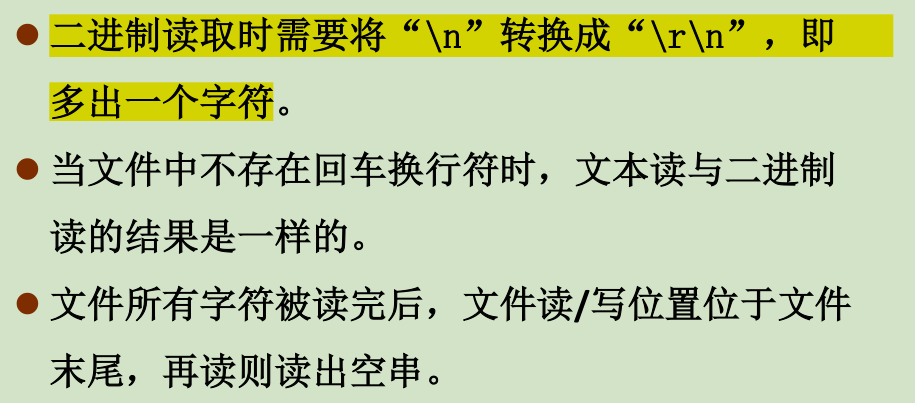 ● 二进制读取时需要将“\n”转换成“\r\n”，即
多出一个字符。
● 当文件中不存在回车换行符时，文本读与二进制
读的结果是一样的。
● 文件所有字符被读完后，文件读/写位置位于文件
末尾，再读则读出空串。